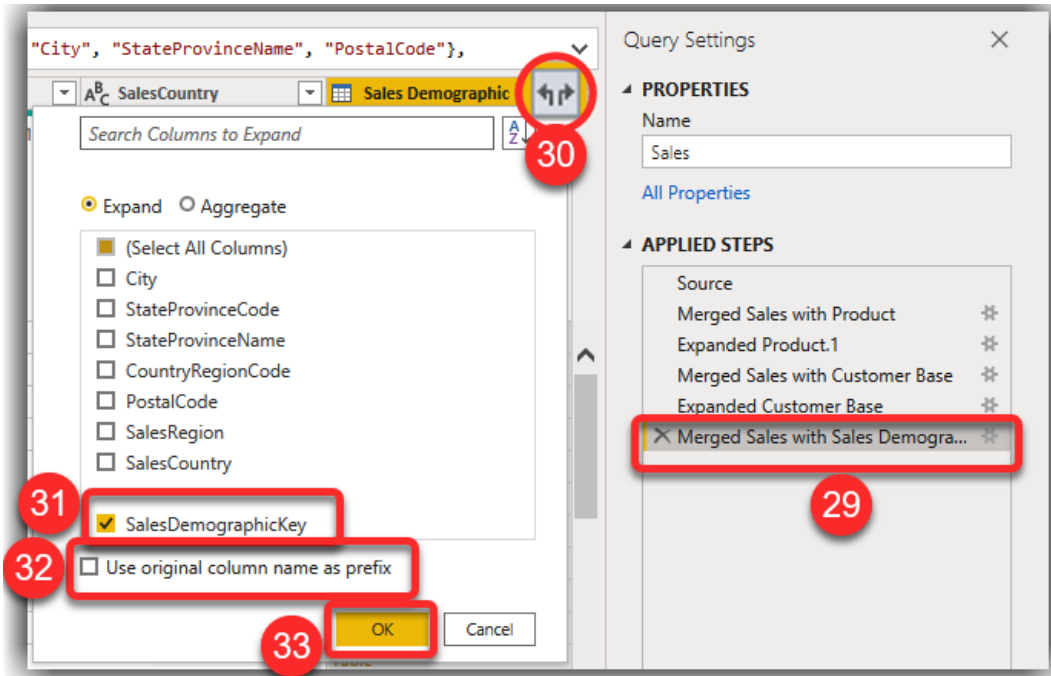 "City", "StateProvinceName", "PostalCode"},
ABC SalesCountry
Sales Demographic
Search Columns to Expand
AZ
30
Expand
Aggregate
(Select All Columns)
City
StateProvinceCode
StateProvinceName
CountryRegionCode
PostalCode
SalesRegion
SalesCountry
31
SalesDemographicKey
32
Use original column name as prefix
33
OK
Cancel
Query Settings
PROPERTIES
Name
Sales
All Properties
APPLIED STEPS
Source
Merged Sales with Product
Expanded Product.1
Merged Sales with Customer Base
Expanded Customer Base
Merged Sales with Sales Demogra...
29